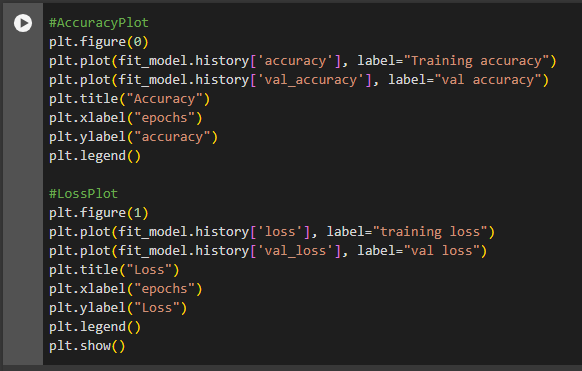 #AccuracyPlot
plt.figure(0)
plt.plot(fit_model.history['accuracy'], label="Training accuracy")
plt.plot(fit_model.history['val_accuracy'], label="val accuracy")
plt.title("Accuracy")
plt.xlabel("epochs")
plt.ylabel("accuracy")
plt.legend()

#LossPlot
plt.figure(1)
plt.plot(fit_model.history['loss'], label="training loss")
plt.plot(fit_model.history['val_loss'], label="val loss")
plt.title("Loss")
plt.xlabel("epochs")
plt.ylabel("Loss")
plt.legend()
plt.show()